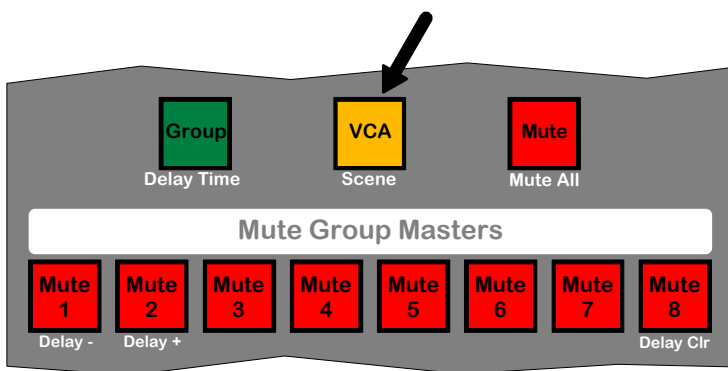 Group
VCA
Mute
Delay Time
Scene
Mute All
Mute Group Masters
Mute
1
Mute
2
Mute
3
Mute
4
Mute
5
Mute
6
Mute
7
Mute
8
Delay -
Delay +
Delay Clr